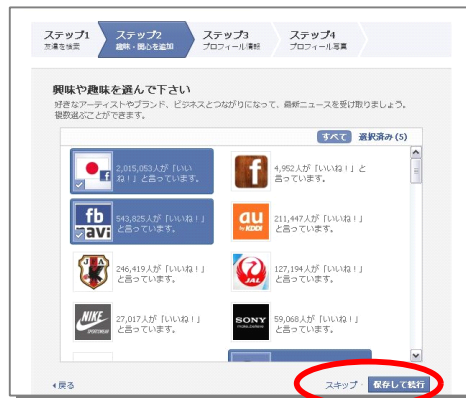 ステップ1
友達を検索
ステップ2
趣味・関心を追加
ステップ3
プロフィール情報
ステップ4
プロフィール写真
興味や趣味を選んで下さい
好きなアーティストやブランド、ビジネスとつながりになって、最新ニュースを受け取りましょう。
複数選ぶことができます。
すべて 選択済み (5)
2,015,053人が「いい
ね！」と言っています。
4,952人が「いいね！」と
言っています。
fb
navi
543,825人が「いいね！」
と言っています。
au
by KDDI
211,447人が「いいね！」
と言っています。
JFA
246,419人が「いいね！」
と言っています。
JAL
127,194人が「いいね！」
と言っています。
NIKE
SPORTSWEAR
27,017人が「いいね！」
と言っています。
SONY
make.believe
59,068人が「いいね！」
と言っています。
戻る
スキップ · 保存して続行